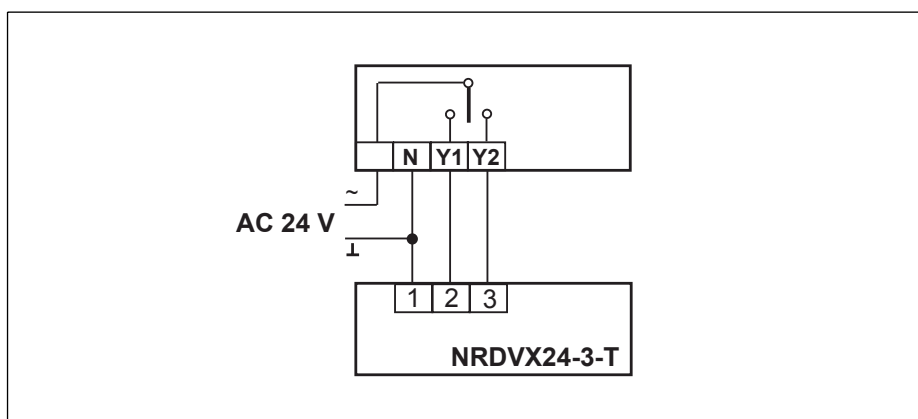 N Y1 Y2
~
AC 24 V
⊥
1 2 3
NRDVX24-3-T